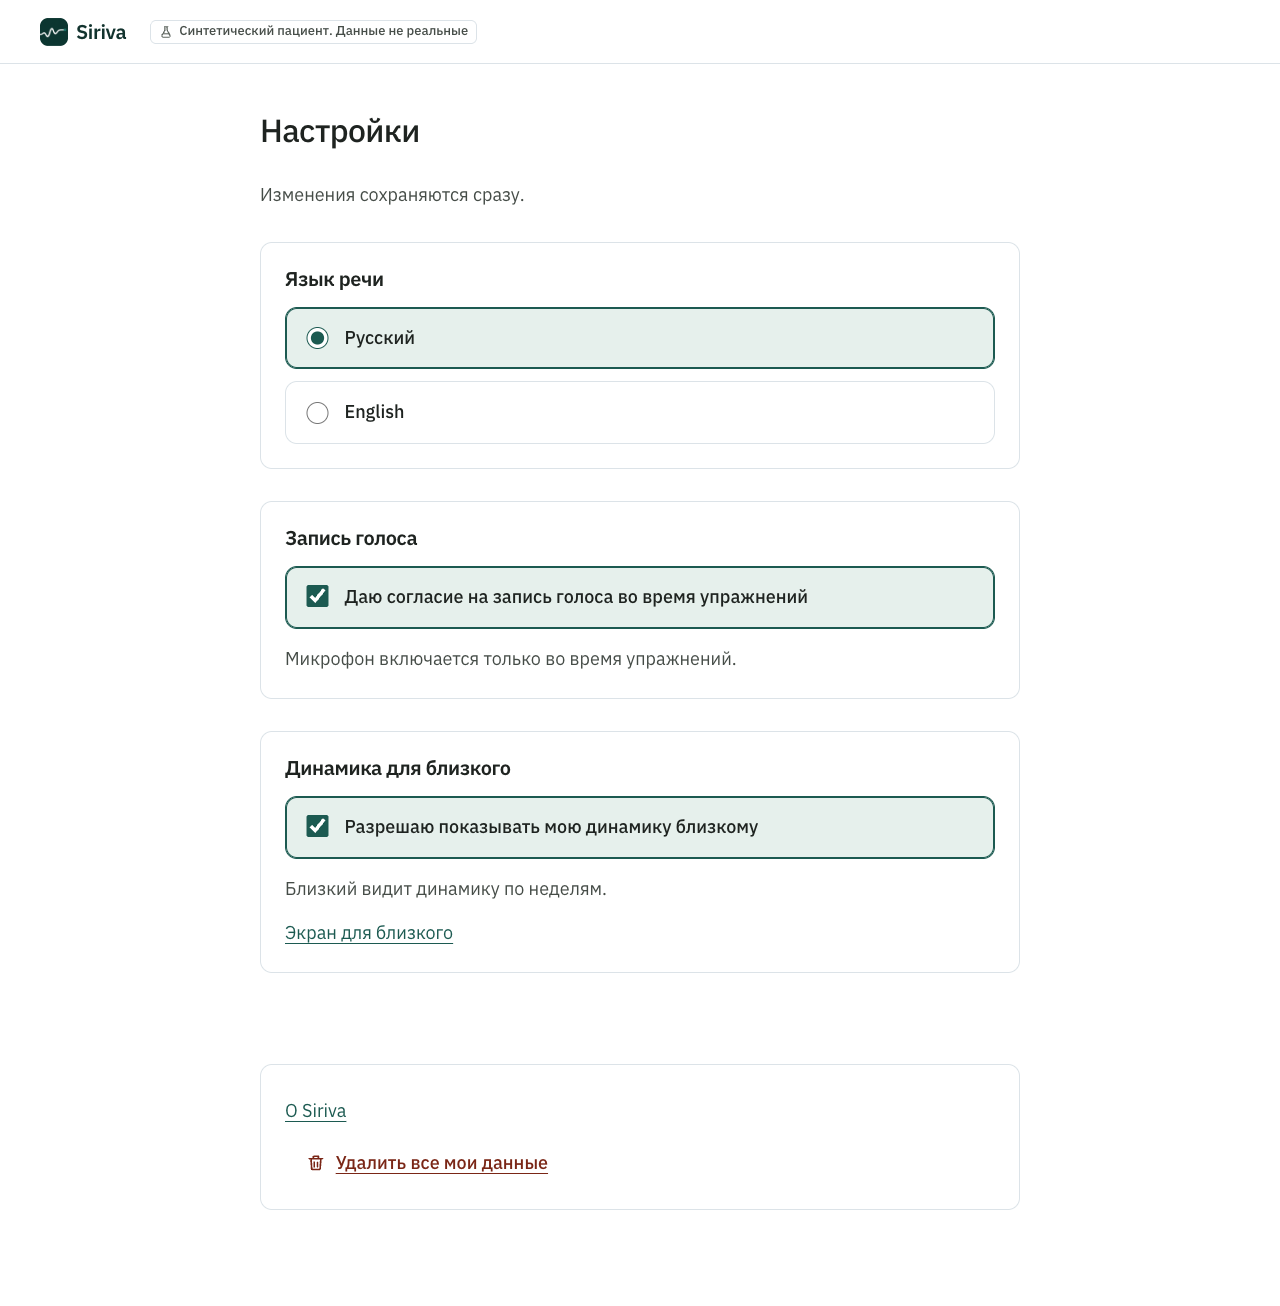 Siriva
Синтетический пациент. Данные не реальные
Настройки
Изменения сохраняются сразу.
Язык речи
Русский
English
Запись голоса
Даю согласие на запись голоса во время упражнений
Микрофон включается только во время упражнений.
Динамика для близкого
Разрешаю показывать мою динамику близкому
Близкий видит динамику по неделям.
Экран для близкого
О Siriva
Удалить все мои данные